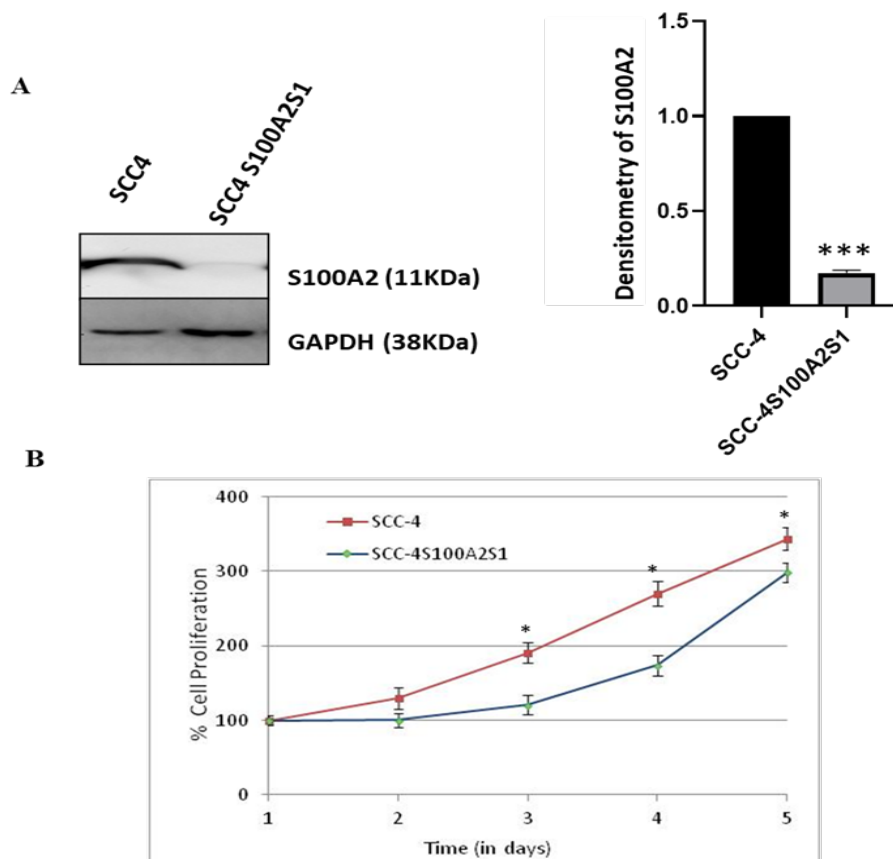 A
SCC4
SCC4 S100A2S1
S100A2 (11KDa)
GAPDH (38KDa)
Densitometry of S100A2
1.5
1.0
0.5
0.0
***
SCC-4
SCC-4S100A2S1
B
% Cell Proliferation
400
300
200
100
0
SCC-4
SCC-4S100A2S1
*
*
*
1 2 3 4 5
Time (in days)